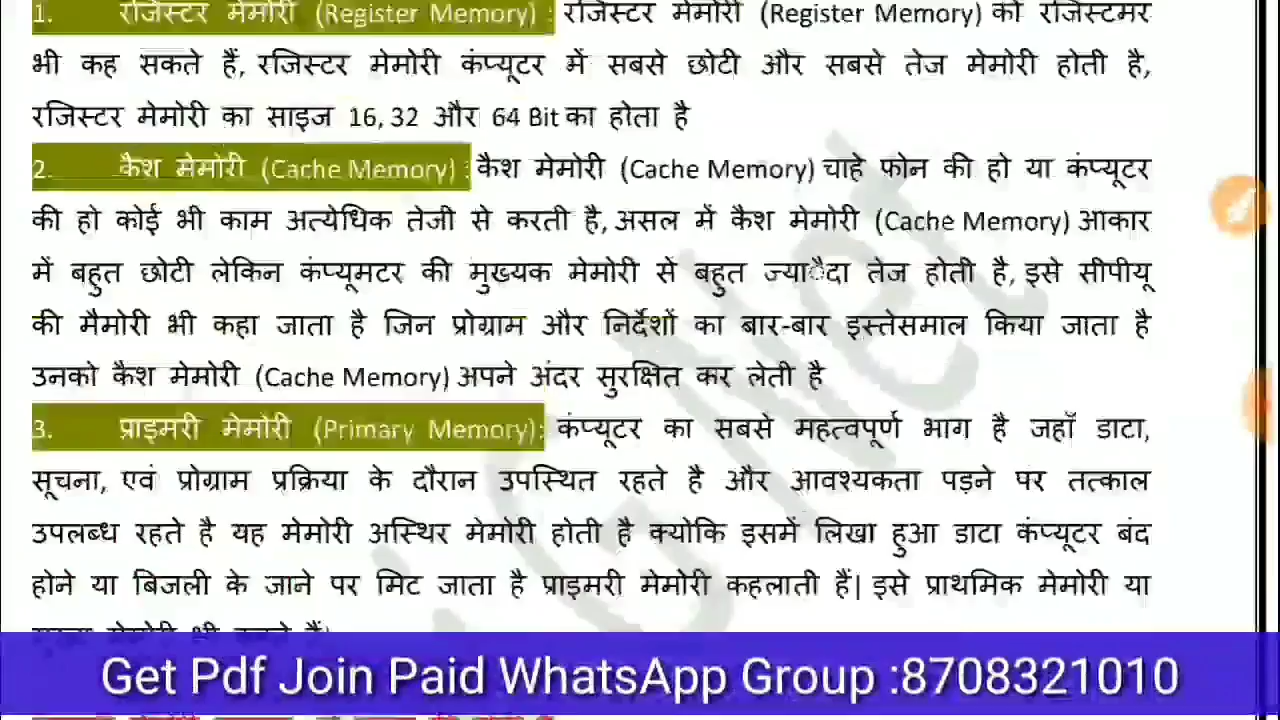 1. रजिस्टर मेमोरी (Register Memory) : रजिस्टर मेमोरी (Register Memory) को रजिस्टमर
भी कह सकते हैं, रजिस्टर मेमोरी कंप्यूटर में सबसे छोटी और सबसे तेज मेमोरी होती है,
रजिस्टर मेमोरी का साइज 16, 32 और 64 Bit का होता है
2. कैश मेमोरी (Cache Memory) : कैश मेमोरी (Cache Memory) चाहे फोन की हो या कंप्यूटर
की हो कोई भी काम अत्येधिक तेजी से करती है, असल में कैश मेमोरी (Cache Memory) आकार
में बहुत छोटी लेकिन कंप्यूमटर की मुख्यक मेमोरी से बहुत ज्याैदा तेज होती है, इसे सीपीयू
की मैमोरी भी कहा जाता है जिन प्रोग्राम और निर्देशों का बार-बार इस्तेसमाल किया जाता है
उनको कैश मेमोरी (Cache Memory) अपने अंदर सुरक्षित कर लेती है
3. प्राइमरी मेमोरी (Primary Memory): कंप्यूटर का सबसे महत्वपूर्ण भाग है जहाँ डाटा,
सूचना, एवं प्रोग्राम प्रक्रिया के दौरान उपस्थित रहते है और आवश्यकता पड़ने पर तत्काल
उपलब्ध रहते है यह मेमोरी अस्थिर मेमोरी होती है क्योकि इसमें लिखा हुआ डाटा कंप्यूटर बंद
होने या बिजली के जाने पर मिट जाता है प्राइमरी मेमोरी कहलाती हैं| इसे प्राथमिक मेमोरी या
Get Pdf Join Paid WhatsApp Group :8708321010